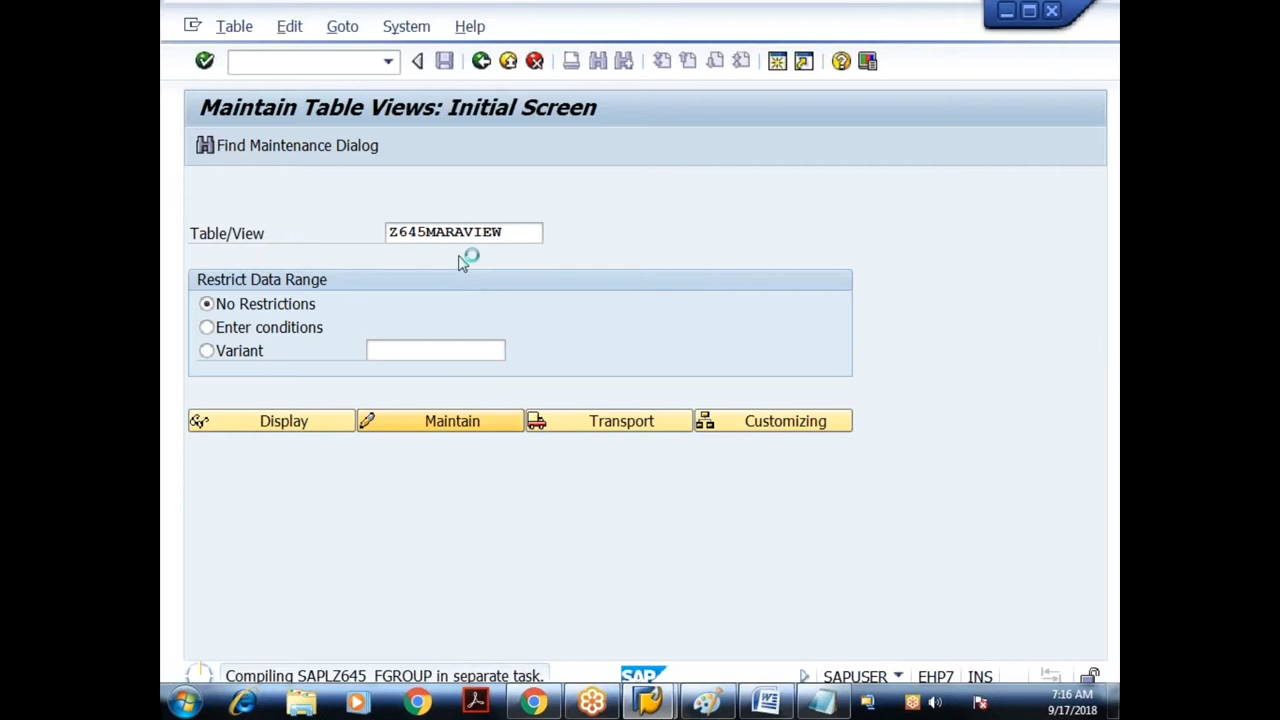 Table Edit Goto System Help
Maintain Table Views: Initial Screen
Find Maintenance Dialog
Table/View Z645MARAVIEW
Restrict Data Range
No Restrictions
Enter conditions
Variant
Display Maintain Transport Customizing
Compiling SAPLZ645_FGROUP in separate task. SAP SAPUSER EHP7 INS
7:16 AM
9/17/2018